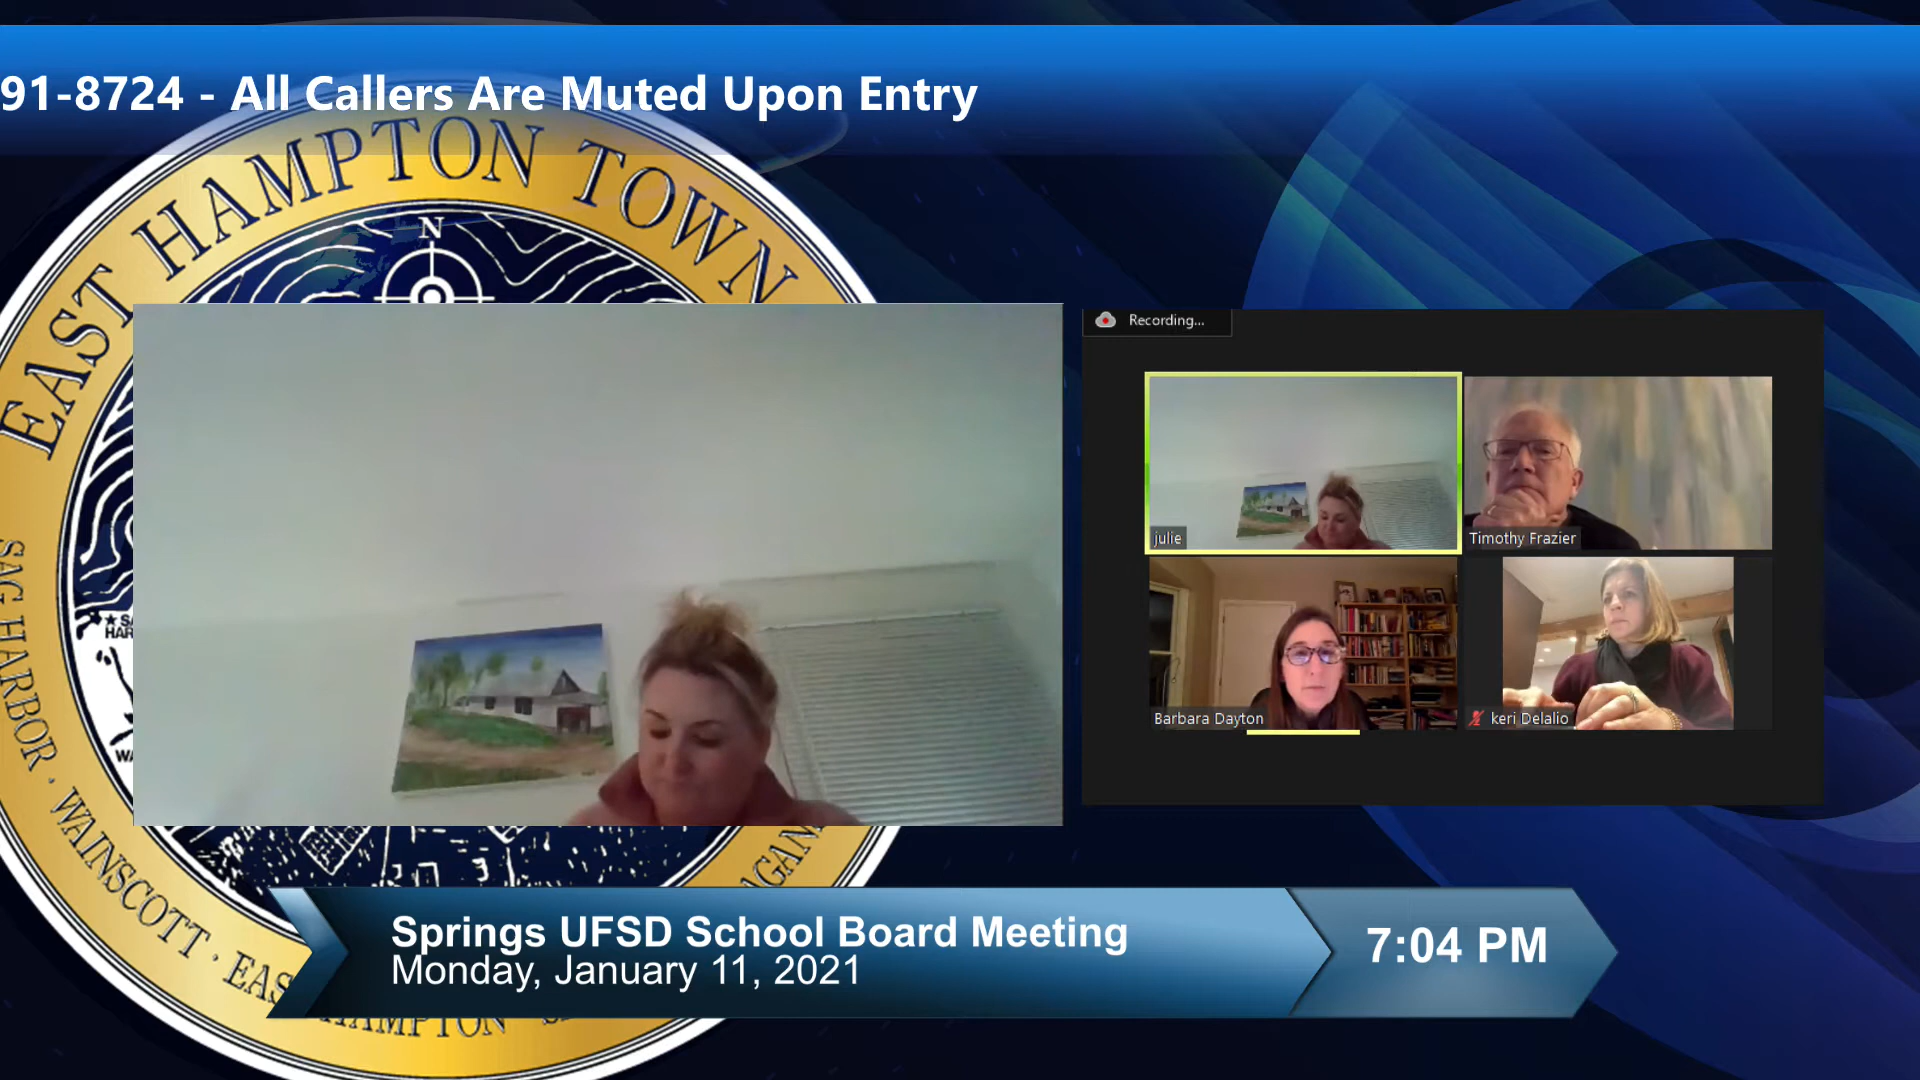 91-8724 - All Callers Are Muted Upon Entry
EAST HAMPTON TOWN
N
Recording...
julie
Timothy Frazier
Barbara Dayton
keri Delalio
SAG HARBOR · WAINSCOTT · EAS
HAMPTON
Springs UFSD School Board Meeting
Monday, January 11, 2021
7:04 PM